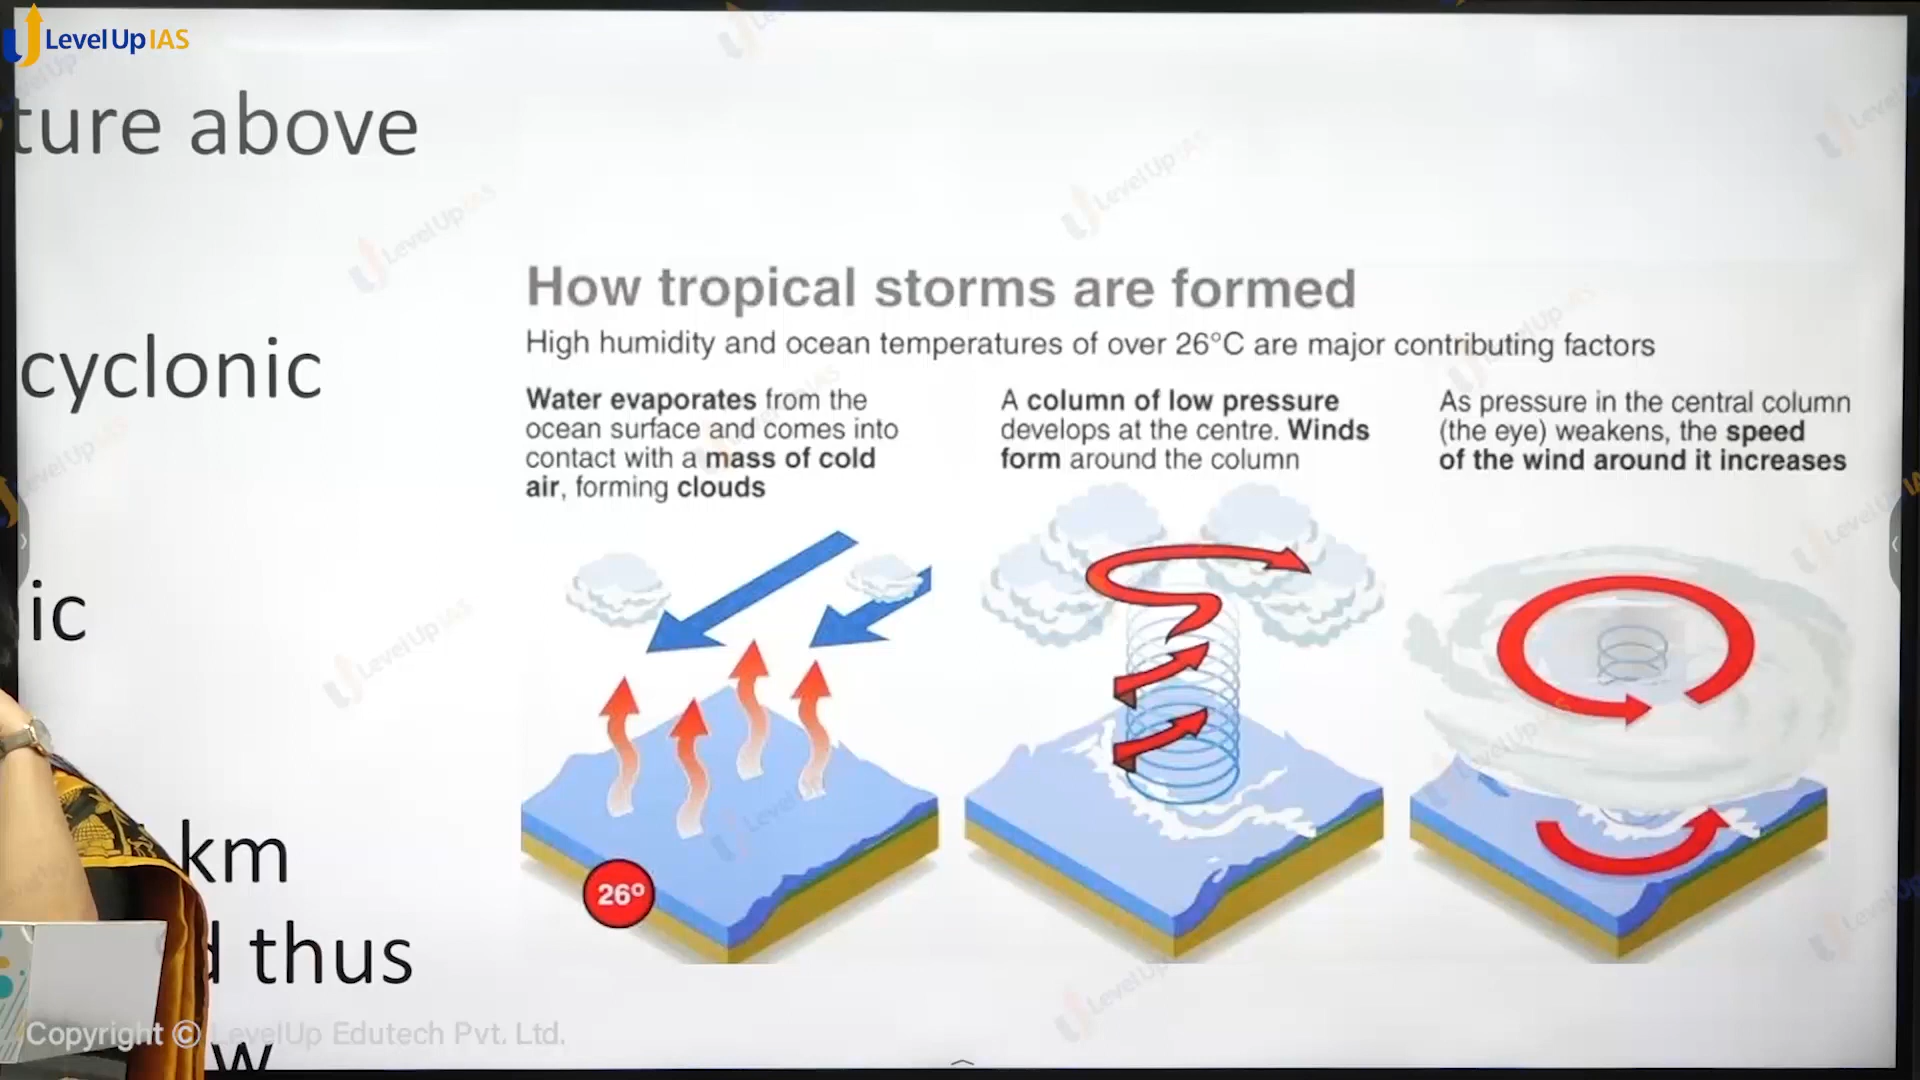 LevelUp IAS
ture above
cyclonic
ic
km
thus
How tropical storms are formed
High humidity and ocean temperatures of over 26°C are major contributing factors
Water evaporates from the
ocean surface and comes into
contact with a mass of cold
air, forming clouds
A column of low pressure
develops at the centre. Winds
form around the column
As pressure in the central column
(the eye) weakens, the speed
of the wind around it increases
26º
Copyright © LevelUp Edutech Pvt. Ltd.